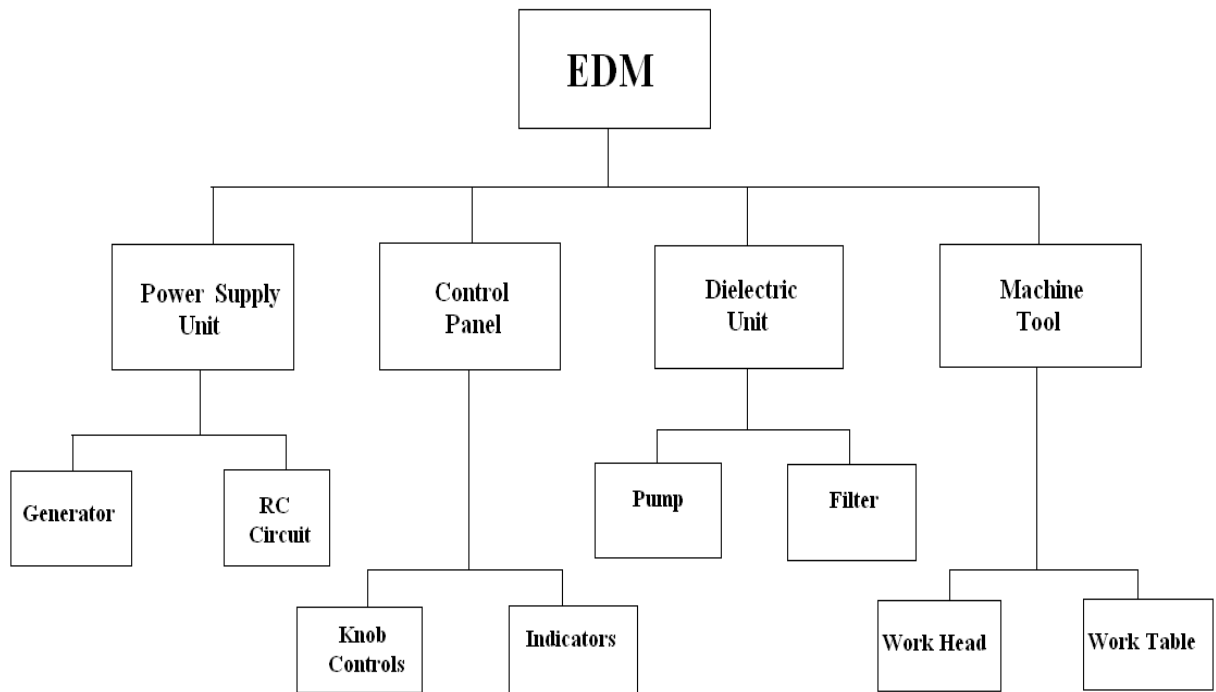 EDM
Power Supply
Unit
Control
Panel
Dielectric
Unit
Machine
Tool
Generator
RC
Circuit
Pump
Filter
Knob
Controls
Indicators
Work Head
Work Table